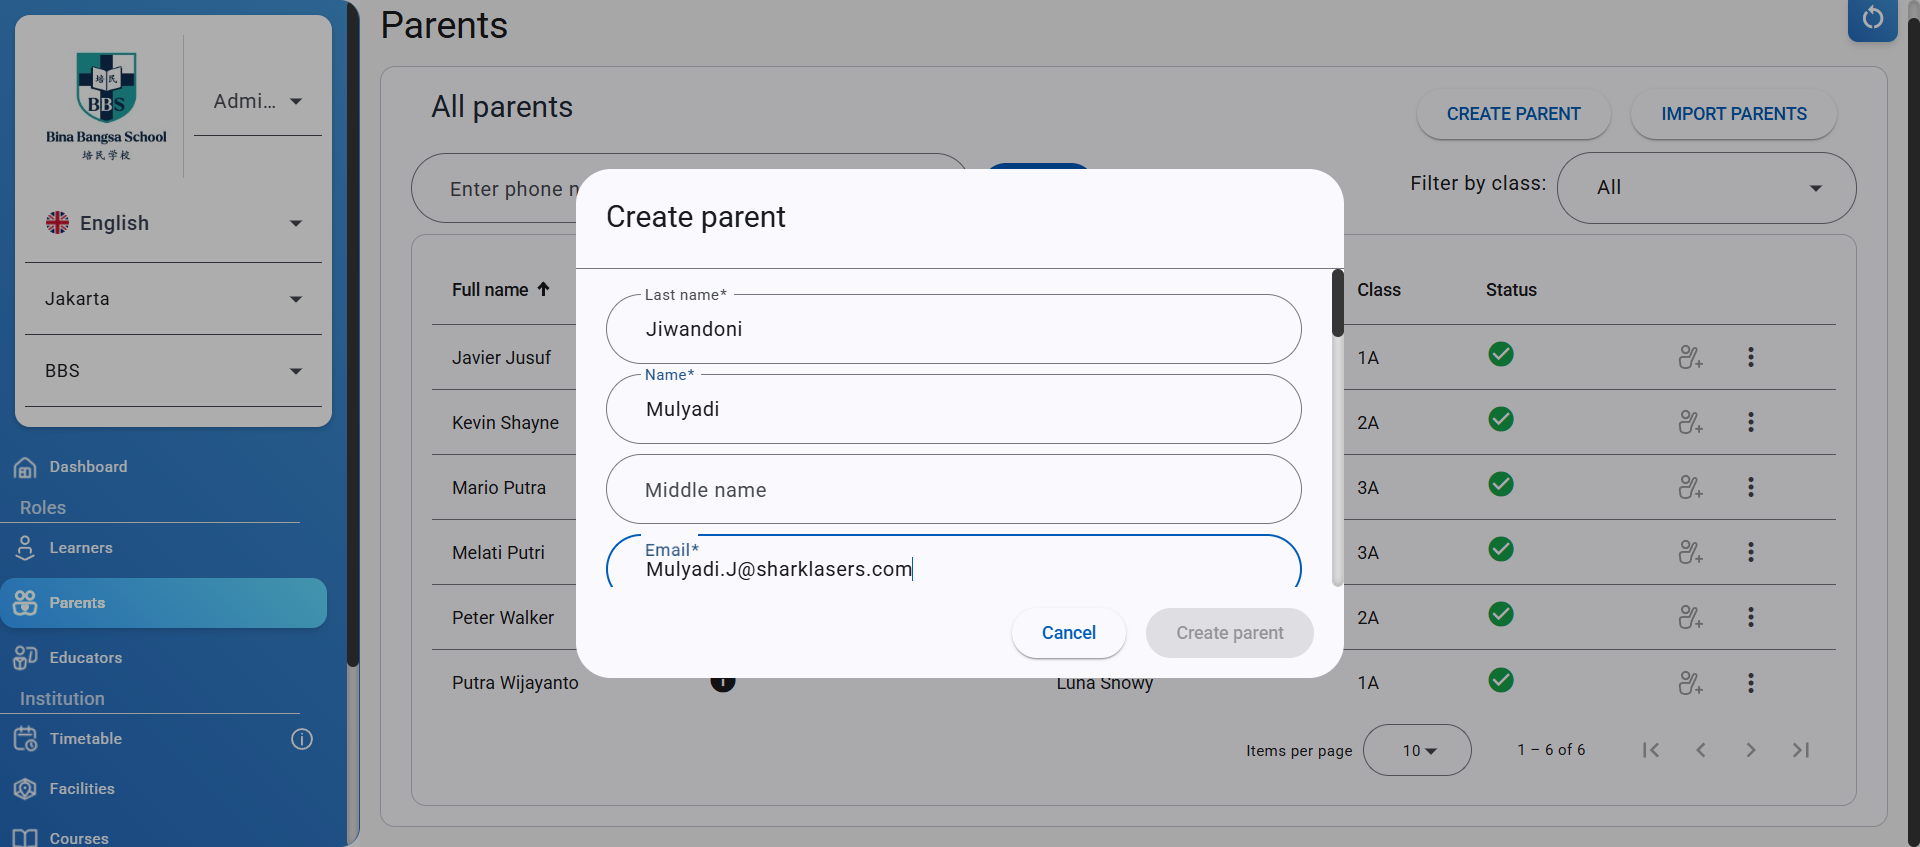 培 民
BBS
Bina Bangsa School
培民学校
Admi...
English
Jakarta
BBS
Dashboard
Roles
Learners
Parents
Educators
Institution
Timetable
Facilities
Courses
Parents
All parents
CREATE PARENT
IMPORT PARENTS
Enter phone n
Filter by class:
All
Full name
Class
Status
Javier Jusuf
1A
Kevin Shayne
2A
Mario Putra
3A
Melati Putri
3A
Peter Walker
2A
Putra Wijayanto
Luna Snowy
1A
Items per page
10
1 – 6 of 6
Create parent
Last name*
Jiwandoni
Name*
Mulyadi
Middle name
Email*
Mulyadi.J@sharklasers.com
Cancel
Create parent